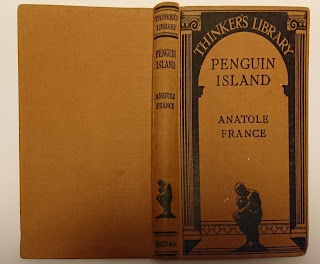 THINKER'S
LIBRARY
PENGUIN
ISLAND
ANATOLE
FRANCE
WATTS & Co.
THINKER'S LIBRARY
PENGUIN
ISLAND
ANATOLE
FRANCE